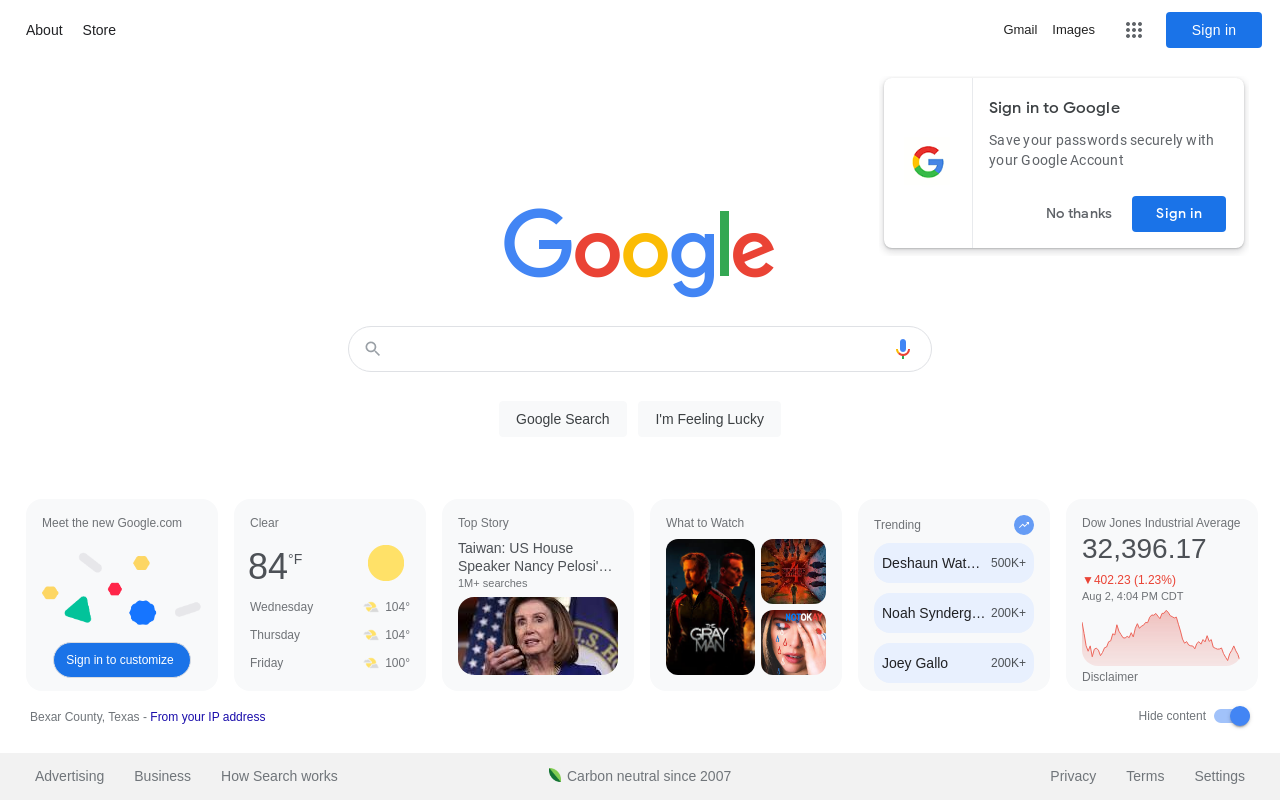 About
Store
Gmail
Images
Sign in
Sign in to Google
Save your passwords securely with
your Google Account
No thanks
Sign in
Google
Google Search
I'm Feeling Lucky
Meet the new Google.com
Sign in to customize
Clear
84°F
Wednesday 104°
Thursday 104°
Friday 100°
Top Story
Taiwan: US House
Speaker Nancy Pelosi'…
1M+ searches
What to Watch
THE
GRAY
MAN
NOT OKAY
Trending
Deshaun Wat… 500K+
Noah Synderg… 200K+
Joey Gallo 200K+
Dow Jones Industrial Average
32,396.17
▼402.23 (1.23%)
Aug 2, 4:04 PM CDT
Disclaimer
Bexar County, Texas - From your IP address
Hide content
Advertising
Business
How Search works
Carbon neutral since 2007
Privacy
Terms
Settings